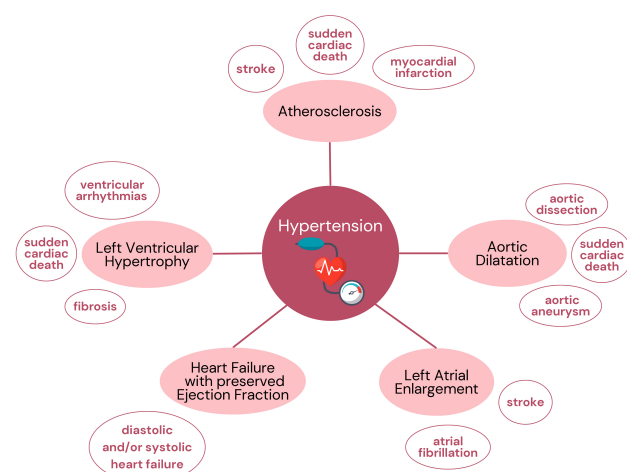 sudden
cardiac
death
stroke
myocardial
infarction
Atherosclerosis
ventricular
arrhythmias
sudden
cardiac
death
Left Ventricular
Hypertrophy
fibrosis
Hypertension
aortic
dissection
Aortic
Dilatation
sudden
cardiac
death
aortic
aneurysm
Heart Failure
with preserved
Ejection Fraction
diastolic
and/or systolic
heart failure
Left Atrial
Enlargement
stroke
atrial
fibrillation